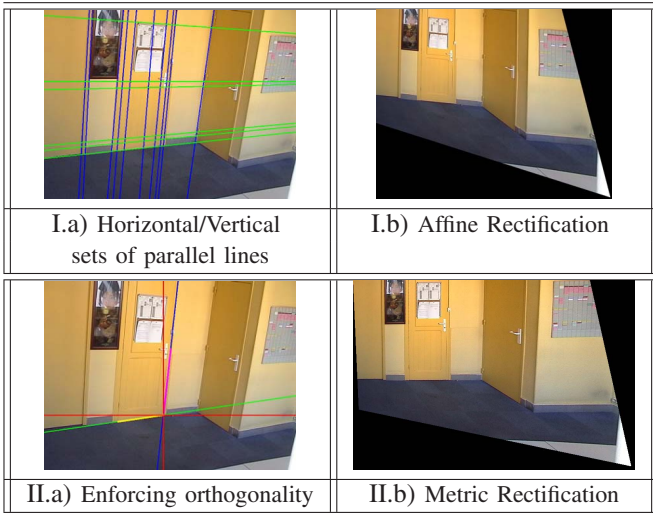 I.a) Horizontal/Vertical
sets of parallel lines
I.b) Affine Rectification
II.a) Enforcing orthogonality
II.b) Metric Rectification